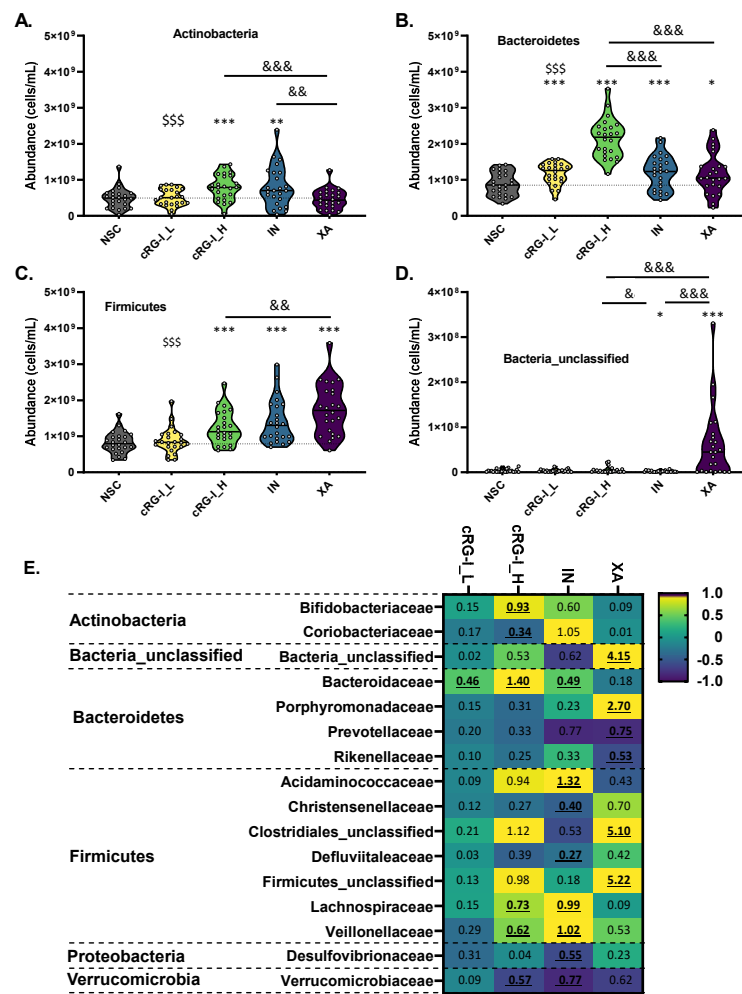 A.
Actinobacteria
Abundance (cells/mL)
5×10⁹
4×10⁹
3×10⁹
2×10⁹
1×10⁹
0
&&&
&&
$$$
***
**
NSC
cRG-I_L
cRG-I_H
IN
XA
B.
Bacteroidetes
Abundance (cells/mL)
5×10⁹
4×10⁹
3×10⁹
2×10⁹
1×10⁹
0
&&&
&&&
$$$
***
***
***
*
NSC
cRG-I_L
cRG-I_H
IN
XA
C.
Firmicutes
Abundance (cells/mL)
5×10⁹
4×10⁹
3×10⁹
2×10⁹
1×10⁹
0
&&
$$$
***
***
***
NSC
cRG-I_L
cRG-I_H
IN
XA
D.
Bacteria_unclassified
Abundance (cells/mL)
4×10⁸
3×10⁸
2×10⁸
1×10⁸
0
&&&
&
&&&
*
***
NSC
cRG-I_L
cRG-I_H
IN
XA
E.
cRG-I_L cRG-I_H IN XA
Actinobacteria
Bifidobacteriaceae 0.15 0.93 0.60 0.09
Coriobacteriaceae 0.17 0.34 1.05 0.01
Bacteria_unclassified Bacteria_unclassified 0.02 0.53 0.62 4.15
Bacteroidetes
Bacteroidaceae 0.46 1.40 0.49 0.18
Porphyromonadaceae 0.15 0.31 0.23 2.70
Prevotellaceae 0.20 0.33 0.77 0.75
Rikenellaceae 0.10 0.25 0.33 0.53
Firmicutes
Acidaminococcaceae 0.09 0.94 1.32 0.43
Christensenellaceae 0.12 0.27 0.40 0.70
Clostridiales_unclassified 0.21 1.12 0.53 5.10
Defluviitaleaceae 0.03 0.39 0.27 0.42
Firmicutes_unclassified 0.13 0.98 0.18 5.22
Lachnospiraceae 0.15 0.73 0.99 0.09
Veillonellaceae 0.29 0.62 1.02 0.53
Proteobacteria Desulfovibrionaceae 0.31 0.04 0.55 0.23
Verrucomicrobia Verrucomicrobiaceae 0.09 0.57 0.77 0.62
1.0
0.5
0
-0.5
-1.0